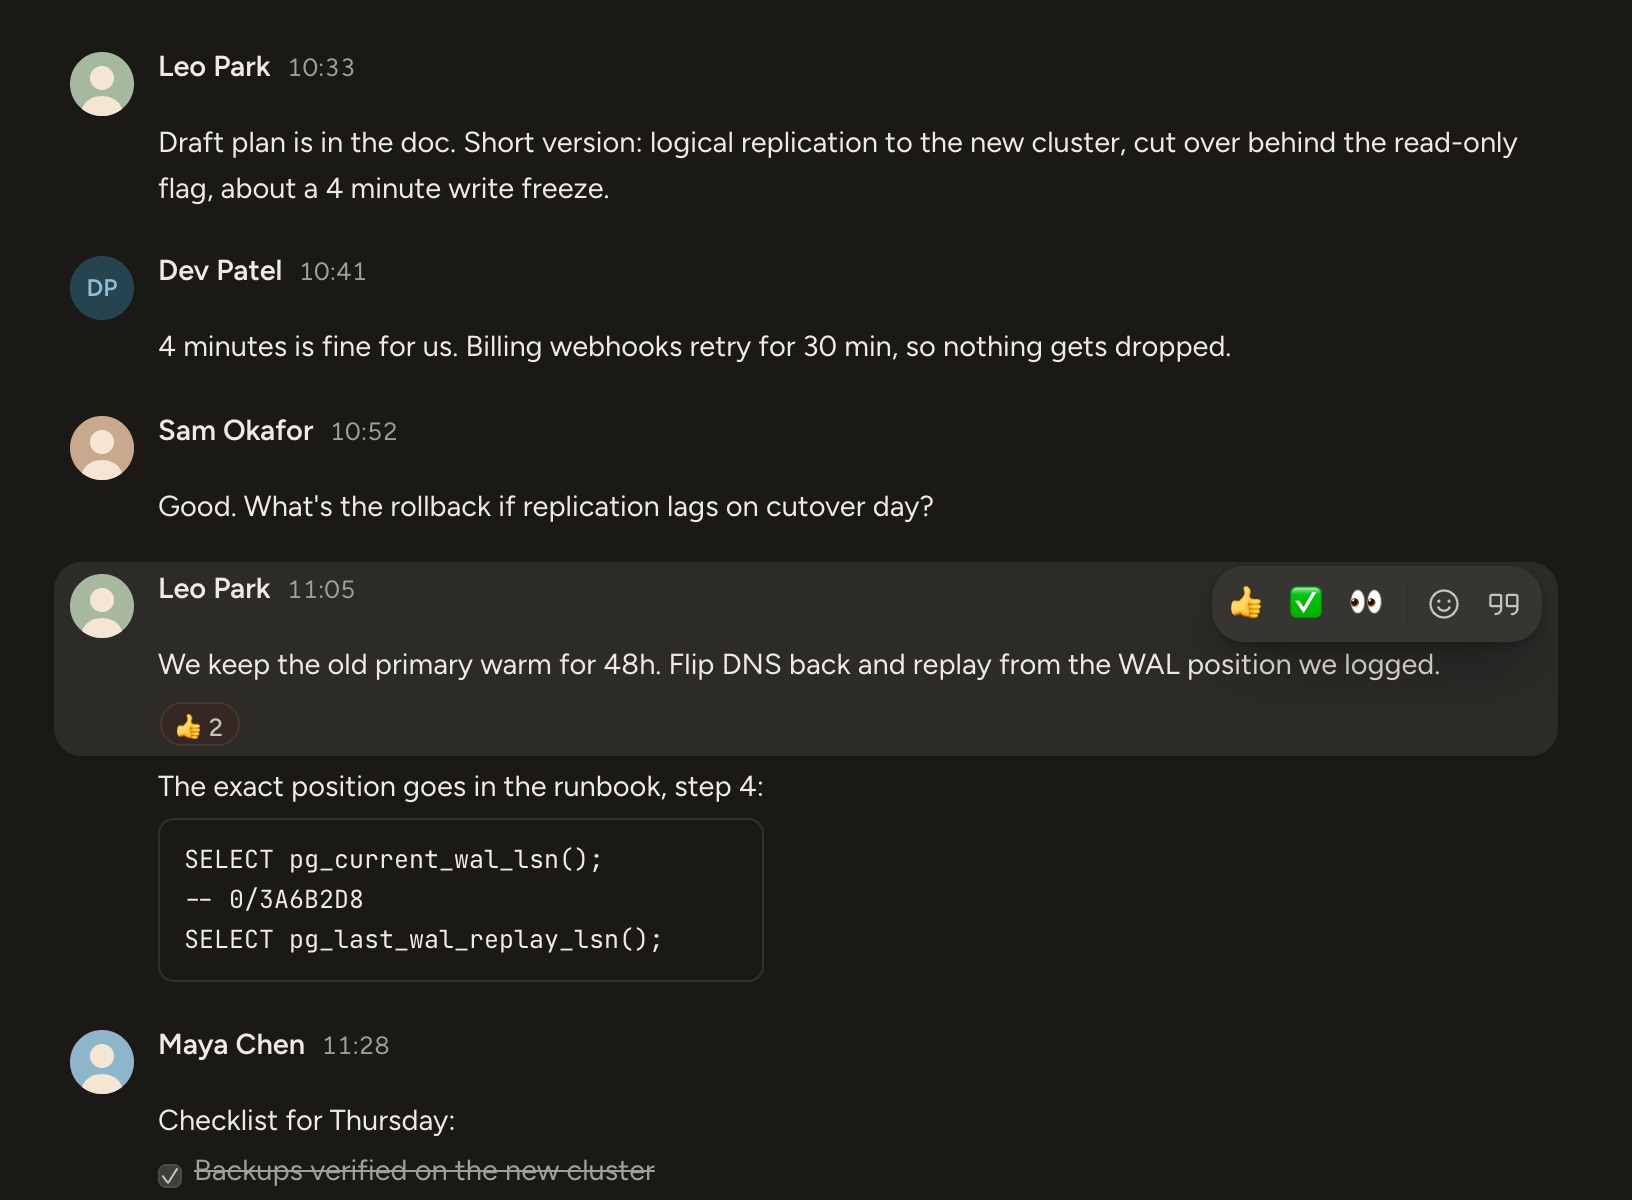 Leo Park 10:33
Draft plan is in the doc. Short version: logical replication to the new cluster, cut over behind the read-only
flag, about a 4 minute write freeze.
DP
Dev Patel 10:41
4 minutes is fine for us. Billing webhooks retry for 30 min, so nothing gets dropped.
Sam Okafor 10:52
Good. What's the rollback if replication lags on cutover day?
Leo Park 11:05
We keep the old primary warm for 48h. Flip DNS back and replay from the WAL position we logged.
👍 2
The exact position goes in the runbook, step 4:
SELECT pg_current_wal_lsn();
-- 0/3A6B2D8
SELECT pg_last_wal_replay_lsn();
Maya Chen 11:28
Checklist for Thursday:
Backups verified on the new cluster